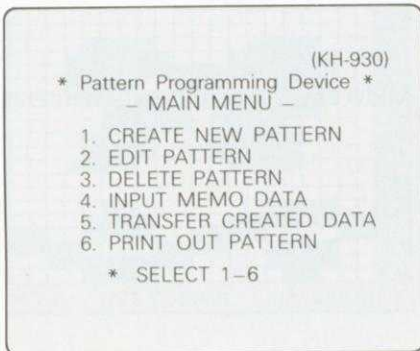 (KH-930)
* Pattern Programming Device *
– MAIN MENU –
1. CREATE NEW PATTERN
2. EDIT PATTERN
3. DELETE PATTERN
4. INPUT MEMO DATA
5. TRANSFER CREATED DATA
6. PRINT OUT PATTERN
* SELECT 1–6